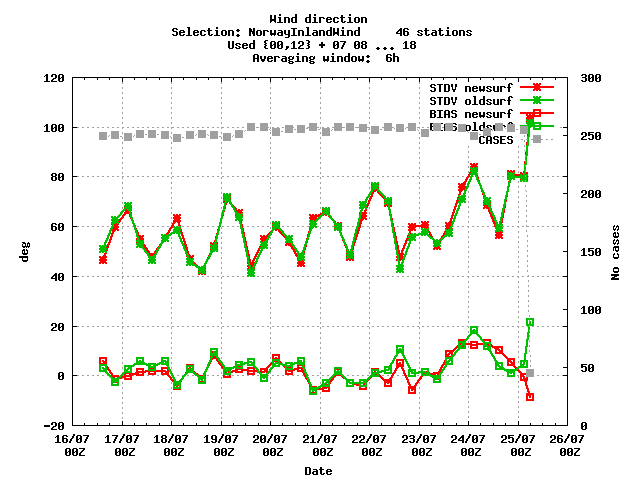 Wind direction
Selection: NorwayInlandWind 46 stations
Used {00,12} + 07 08 ... 18
Averaging window: 6h
120
100
80
60
40
20
0
-20
deg
300
250
200
150
100
50
0
No cases
STDV newsurf
STDV oldsurf
BIAS newsurf
BIAS oldsurf
CASES
16/07 17/07 18/07 19/07 20/07 21/07 22/07 23/07 24/07 25/07 26/07
00Z 00Z 00Z 00Z 00Z 00Z 00Z 00Z 00Z 00Z 00Z
Date